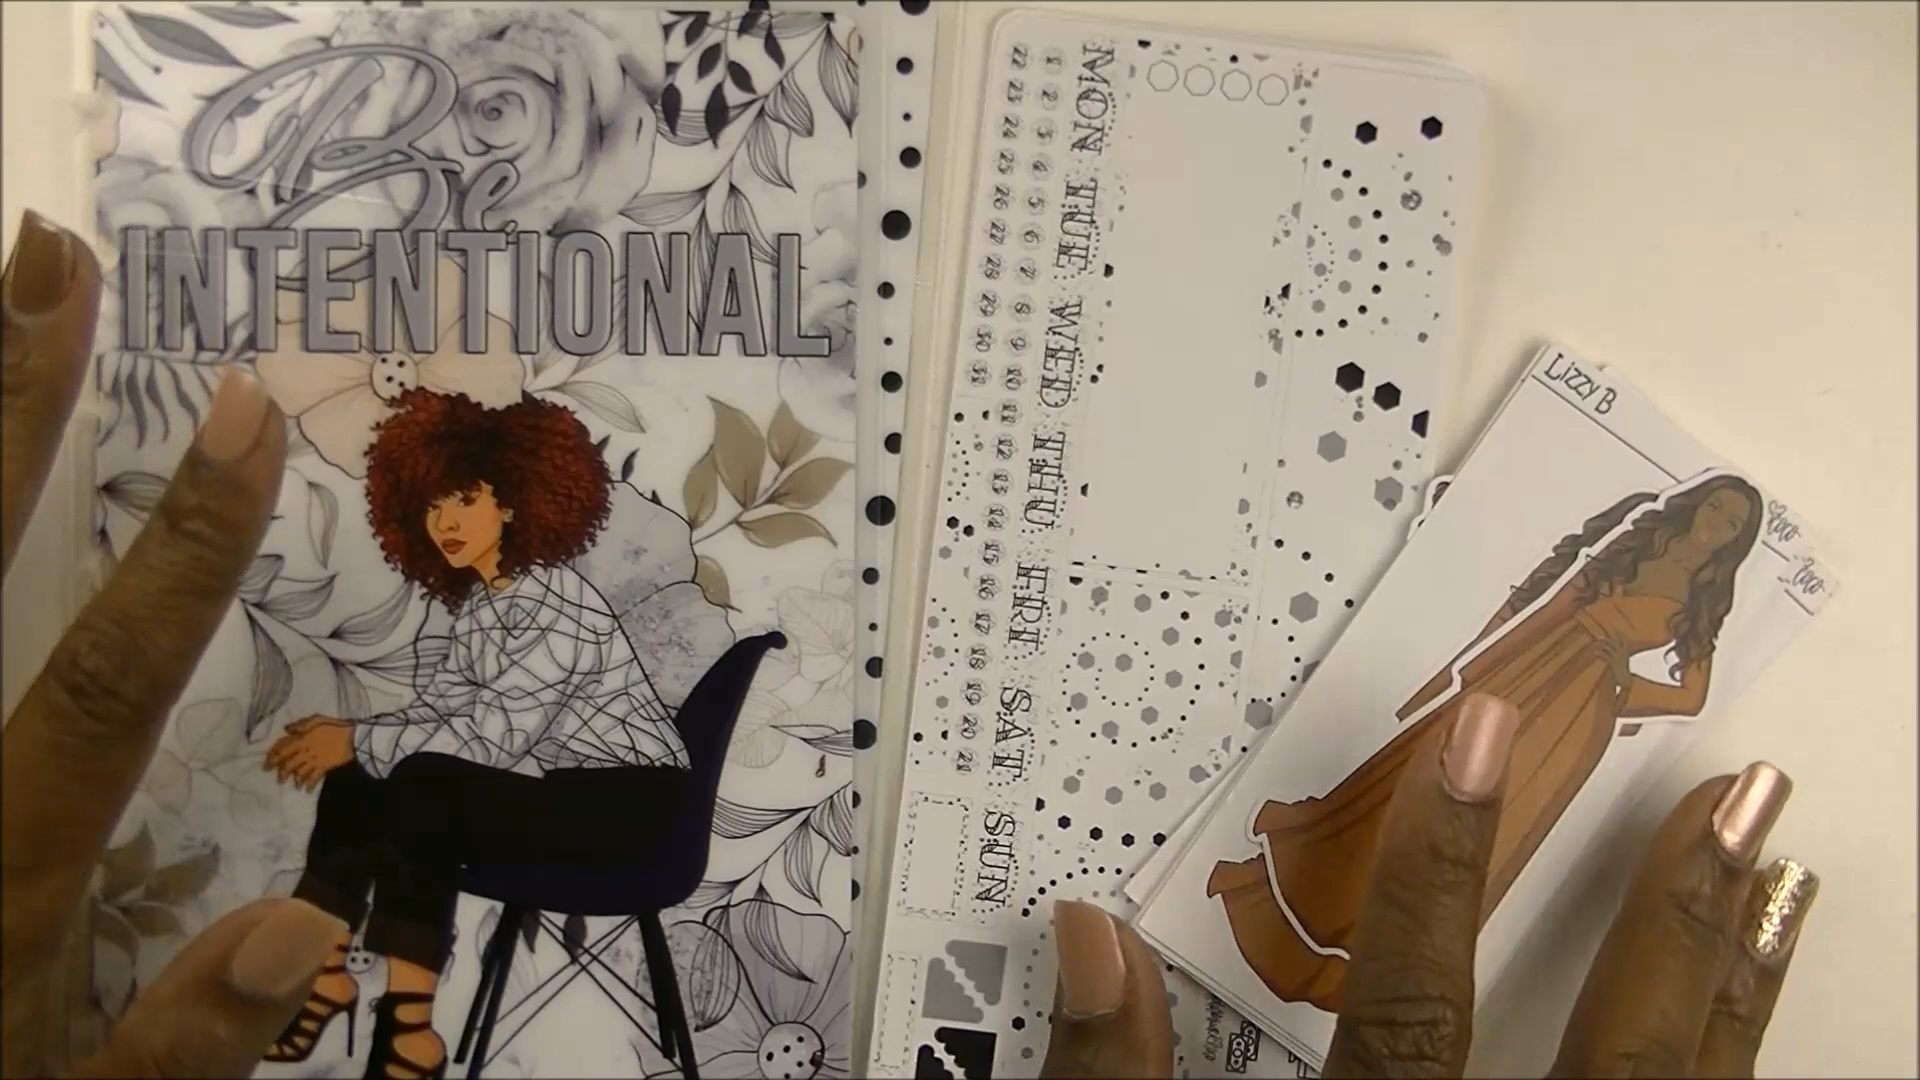 Be
INTENTIONAL
MON TUE WED THU FRI SAT SUN
1 2 3 4 5 6 7 8 9 10 11 12 13 14 15 16 17 18 19 20 21
22 23 24 25 26 27 28 29 30 31
Lizzy B
Coco
Coco